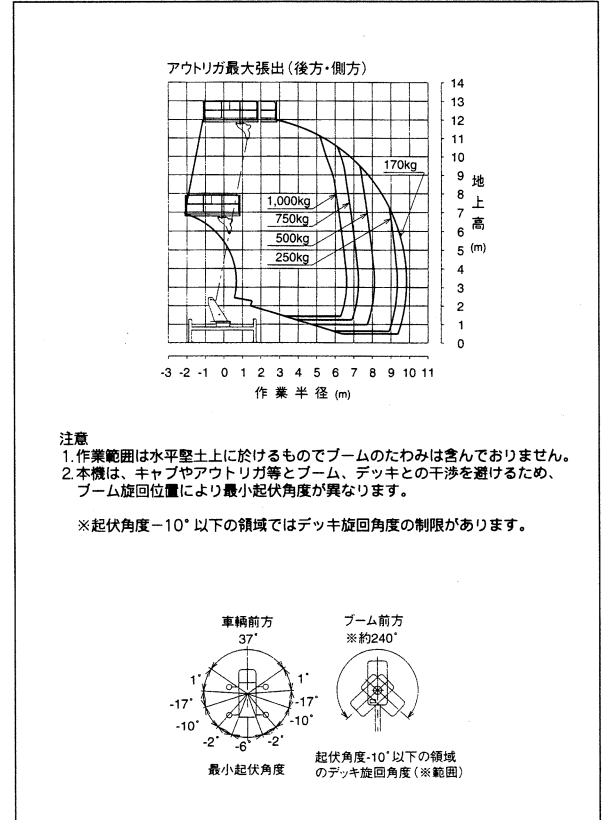 アウトリガ最大張出(後方・側方)
14
13
12
11
10
9
8
7
6
5
4
3
2
1
0
地上高
(m)
170kg
1,000kg
750kg
500kg
250kg
-3 -2 -1 0 1 2 3 4 5 6 7 8 9 10 11
作業半径 (m)
注意
1.作業範囲は水平堅土上に於けるものでブームのたわみは含んでおりません。
2.本機は、キャブやアウトリガ等とブーム、デッキとの干渉を避けるため、
ブーム旋回位置により最小起伏角度が異なります。
※起伏角度−10°以下の領域ではデッキ旋回角度の制限があります。
車輌前方
37°
1°
1°
-17°
-17°
-10°
-10°
-2°
-6°
-2°
最小起伏角度
ブーム前方
※約240°
起伏角度-10°以下の領域
のデッキ旋回角度(※範囲)